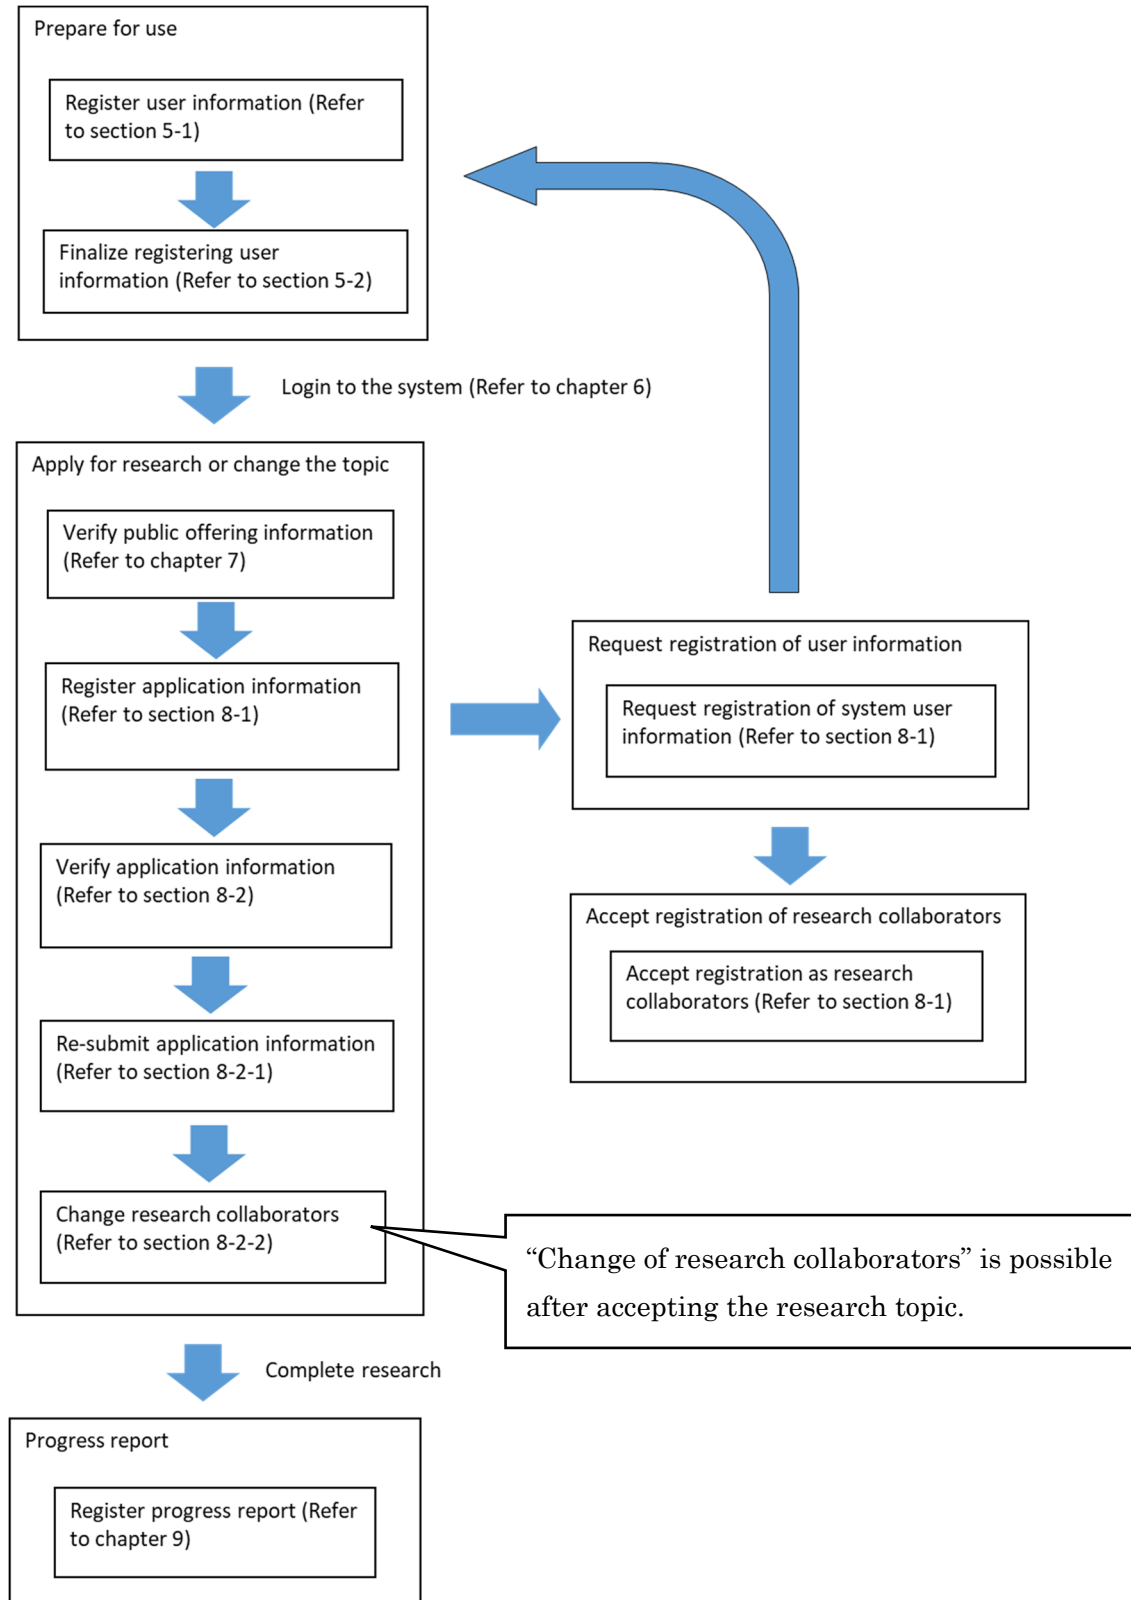 Prepare for use
Register user information (Refer
to section 5-1)
Finalize registering user
information (Refer to section 5-2)
Login to the system (Refer to chapter 6)
Apply for research or change the topic
Verify public offering information
(Refer to chapter 7)
Register application information
(Refer to section 8-1)
Verify application information
(Refer to section 8-2)
Re-submit application information
(Refer to section 8-2-1)
Change research collaborators
(Refer to section 8-2-2)
Request registration of user information
Request registration of system user
information (Refer to section 8-1)
Accept registration of research collaborators
Accept registration as research
collaborators (Refer to section 8-1)
“Change of research collaborators” is possible
after accepting the research topic.
Complete research
Progress report
Register progress report (Refer
to chapter 9)